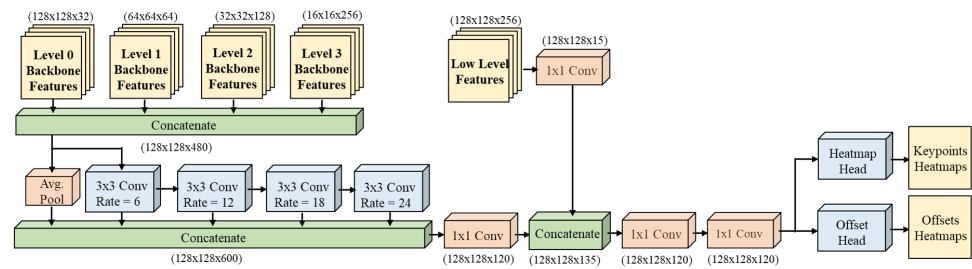 (128x128x32)
(64x64x64)
(32x32x128)
(16x16x256)
Level 0
Backbone
Features
Level 1
Backbone
Features
Level 2
Backbone
Features
Level 3
Backbone
Features
(128x128x256)
Low Level
Features
(128x128x15)
1x1 Conv
Concatenate
(128x128x480)
Avg.
Pool
3x3 Conv
Rate = 6
3x3 Conv
Rate = 12
3x3 Conv
Rate = 18
3x3 Conv
Rate = 24
Concatenate
(128x128x600)
1x1 Conv
(128x128x120)
Concatenate
(128x128x135)
1x1 Conv
(128x128x120)
1x1 Conv
(128x128x120)
Heatmap
Head
Keypoints
Heatmaps
Offset
Head
Offsets
Heatmaps